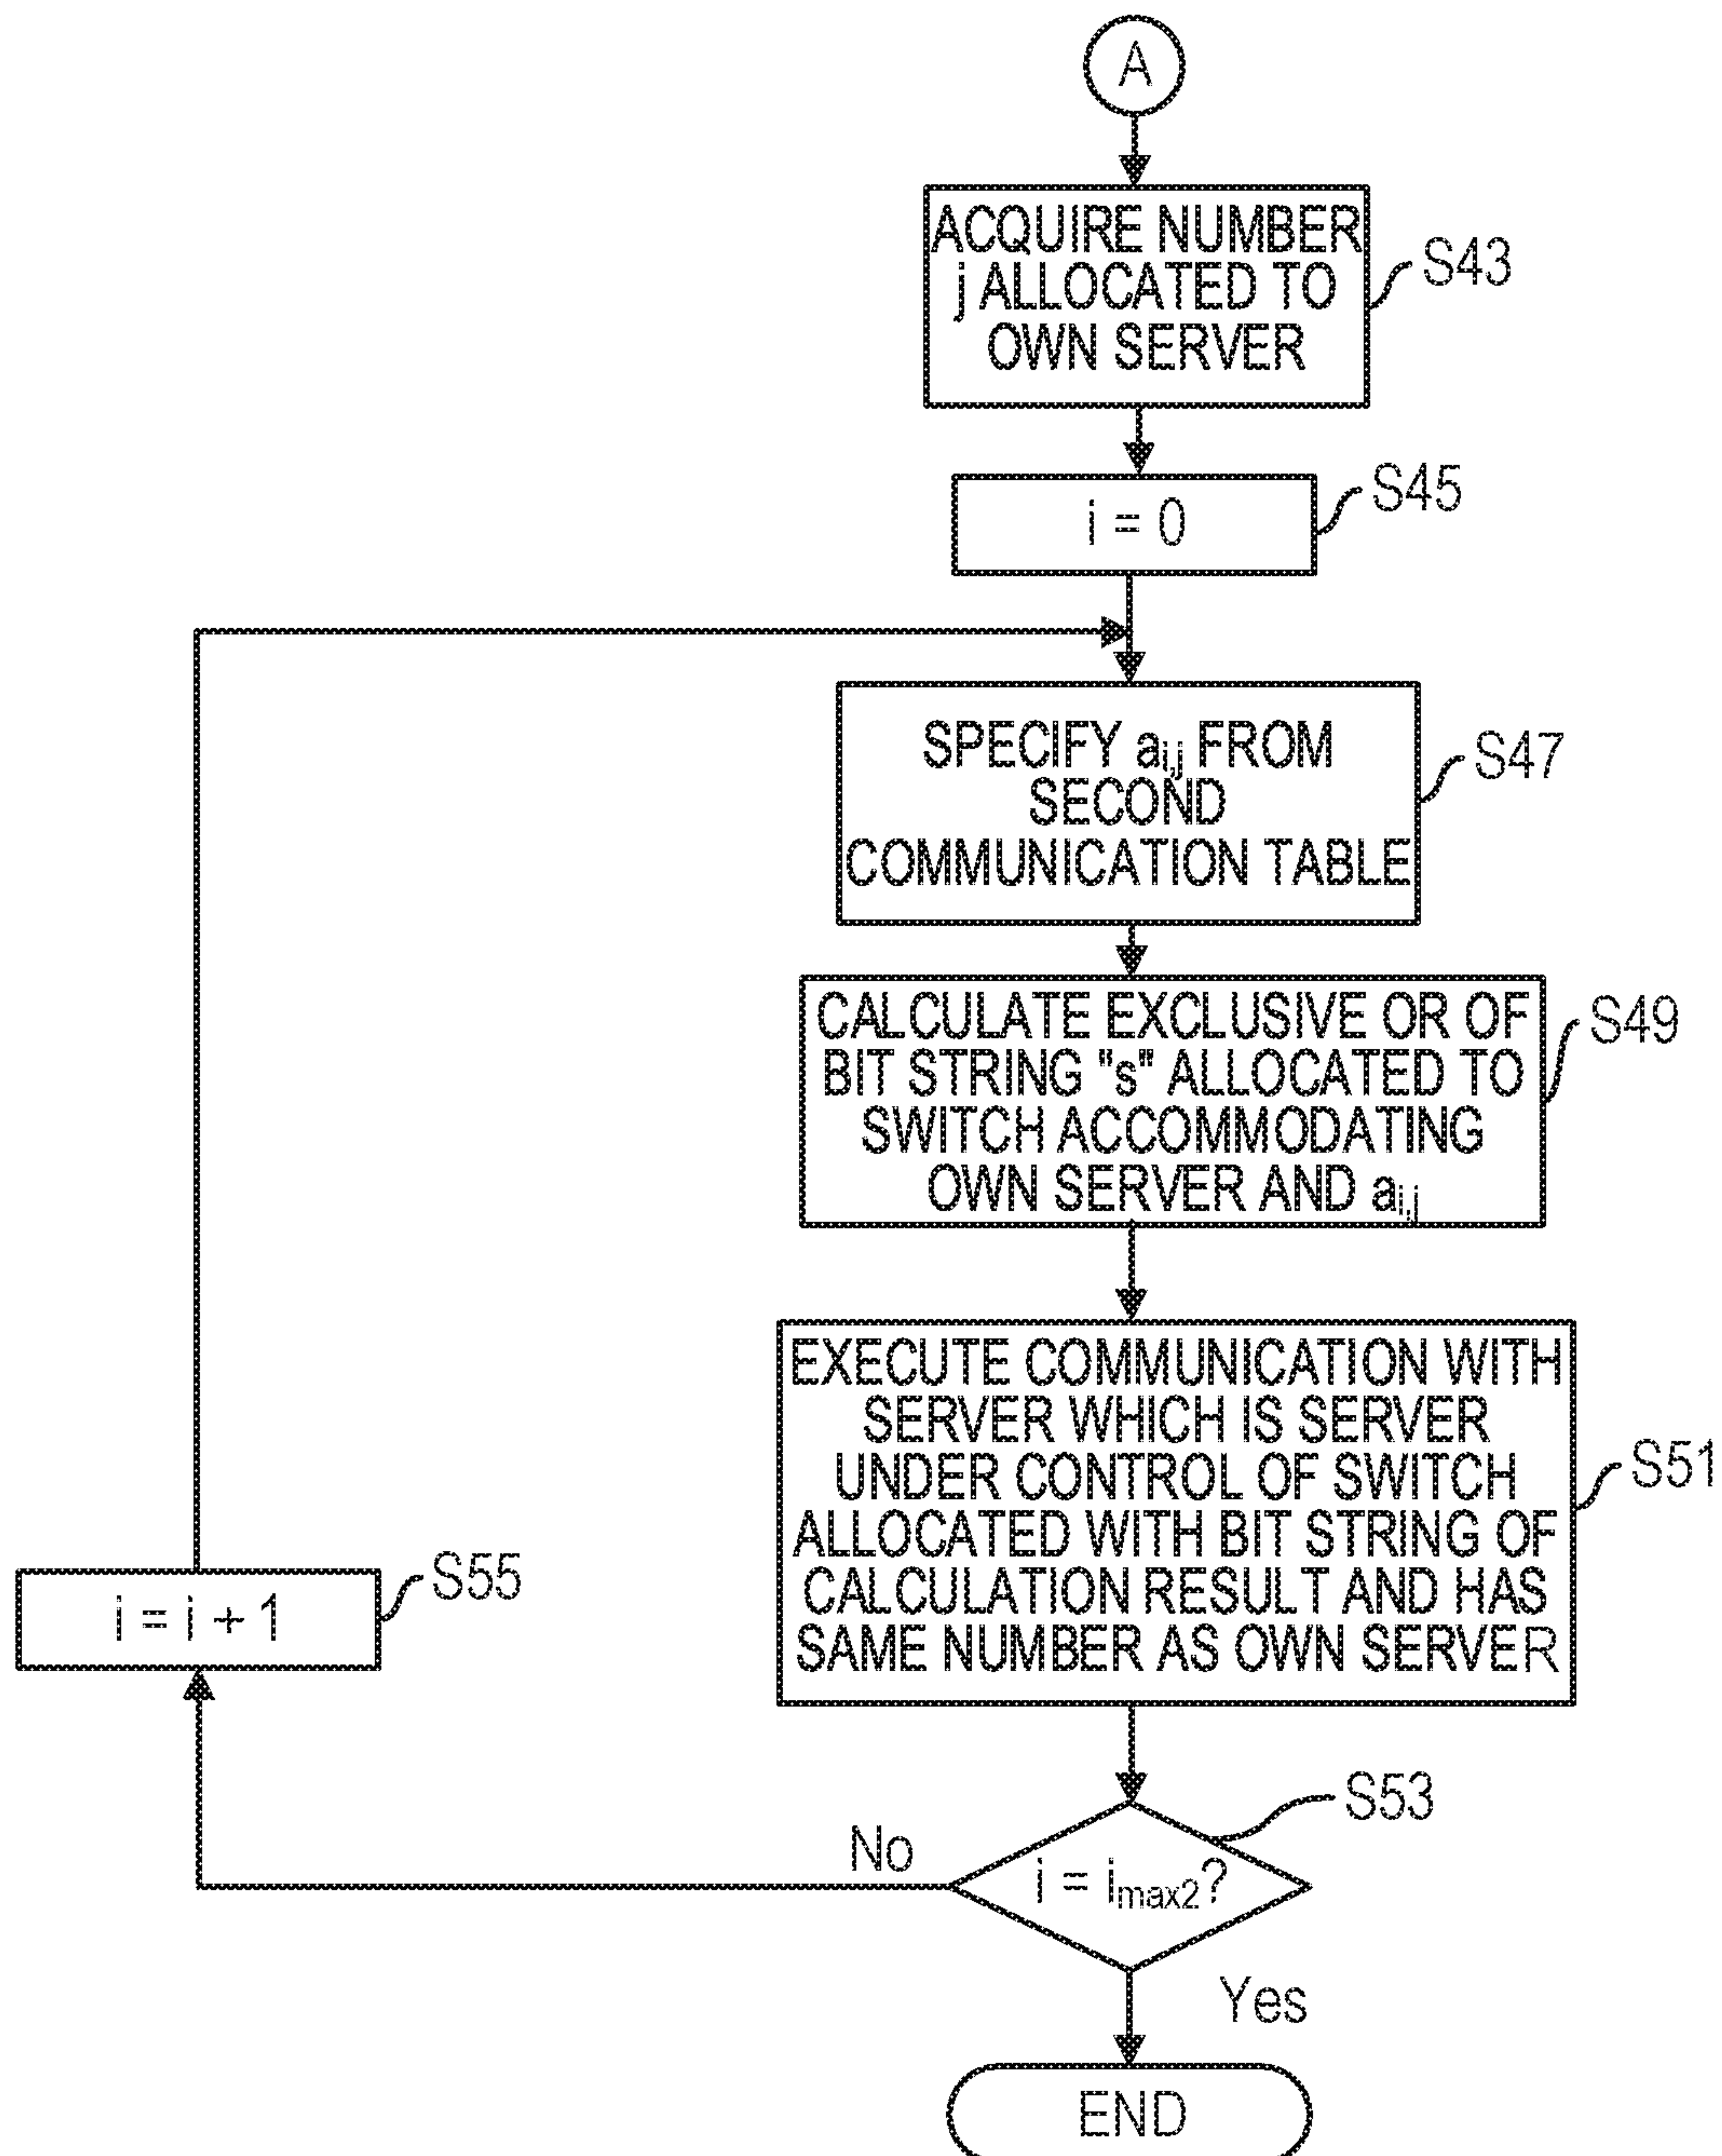 A
ACQUIRE NUMBER
j ALLOCATED TO
OWN SERVER
S43
i = 0
S45
SPECIFY ai,j FROM
SECOND
COMMUNICATION TABLE
S47
CALCULATE EXCLUSIVE OR OF
BIT STRING "s" ALLOCATED TO
SWITCH ACCOMMODATING
OWN SERVER AND ai,j
S49
EXECUTE COMMUNICATION WITH
SERVER WHICH IS SERVER
UNDER CONTROL OF SWITCH
ALLOCATED WITH BIT STRING OF
CALCULATION RESULT AND HAS
SAME NUMBER AS OWN SERVER
S51
i = i + 1
S55
i = imax2?
S53
No
Yes
END